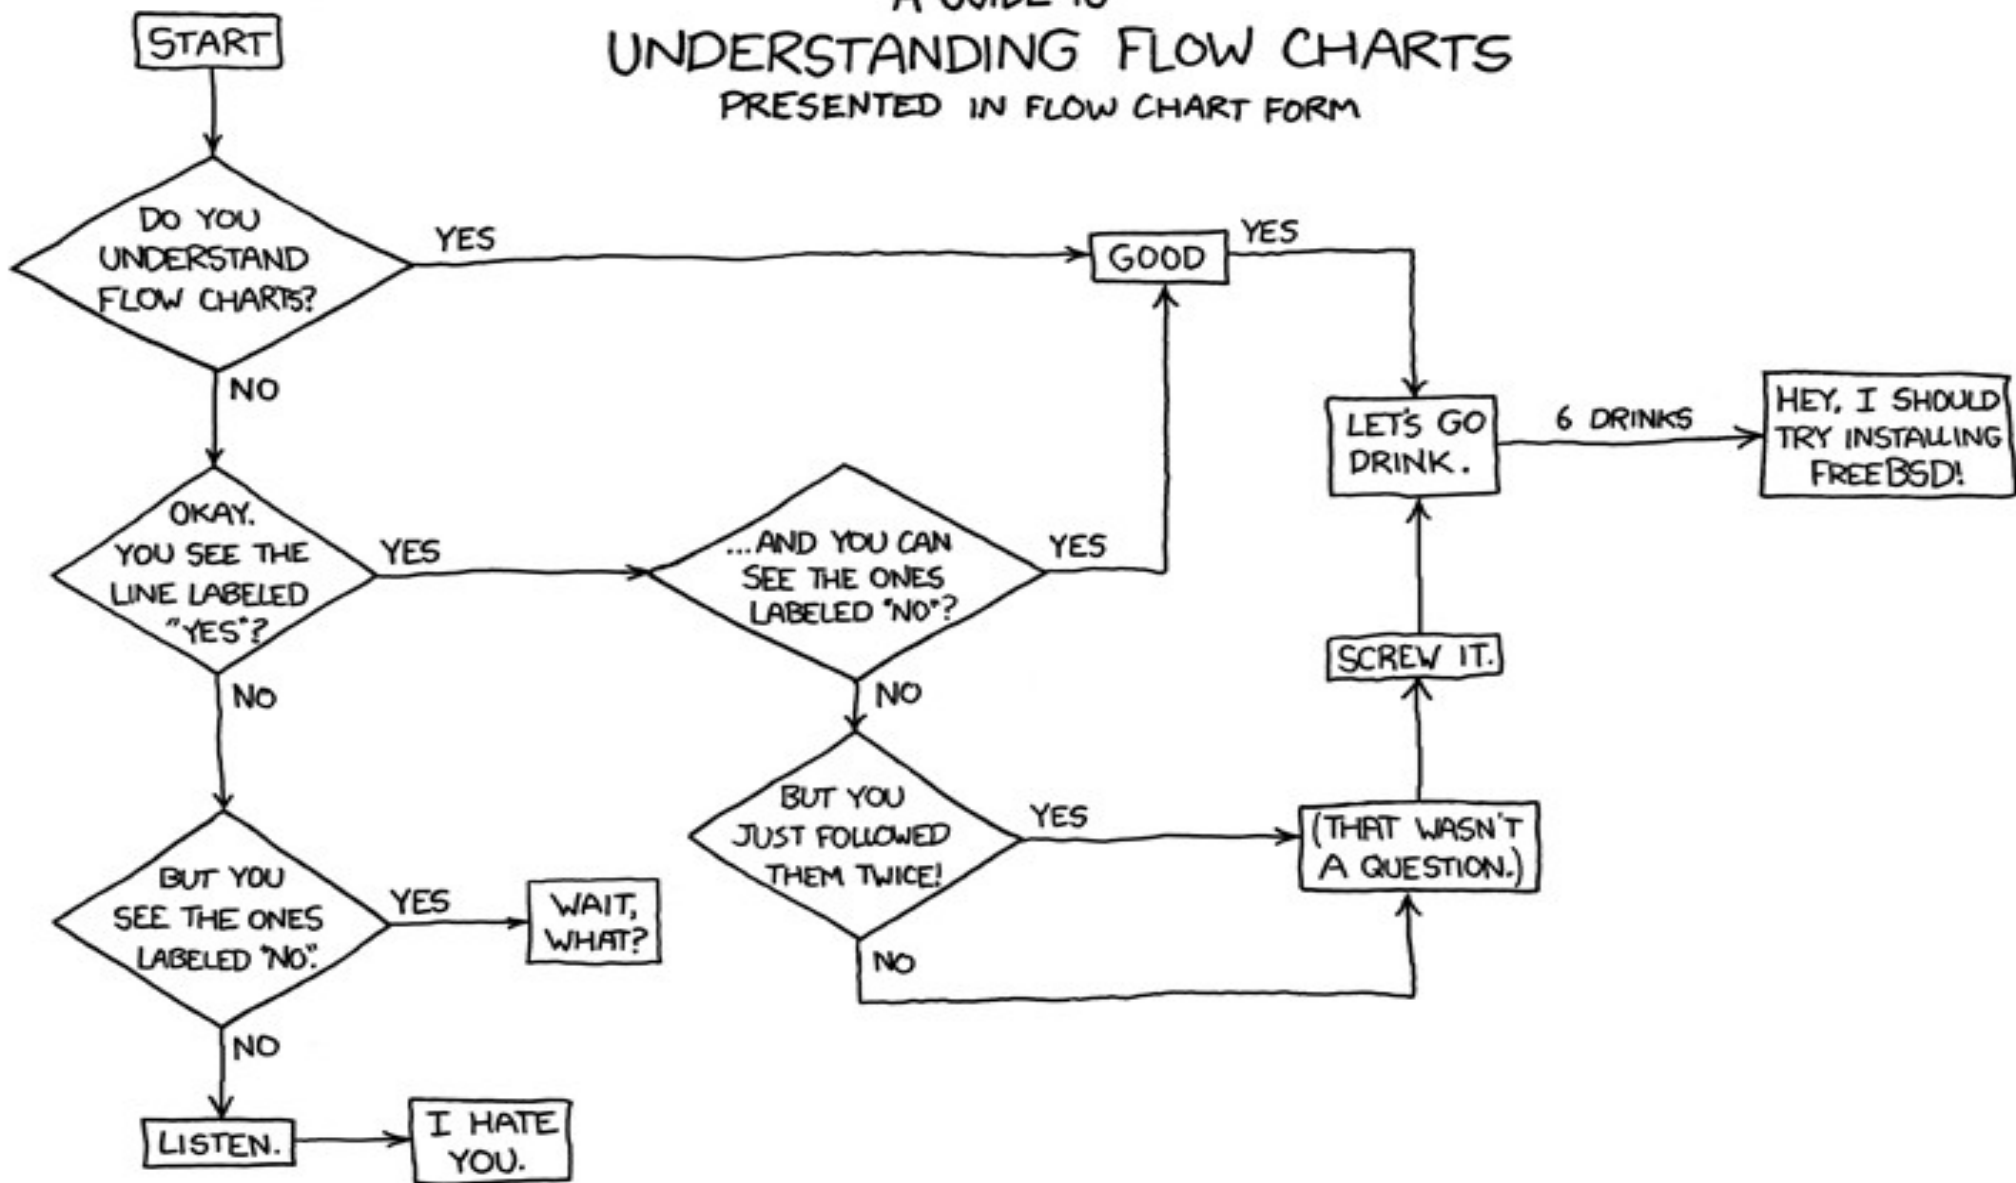 A GUIDE TO
UNDERSTANDING FLOW CHARTS
PRESENTED IN FLOW CHART FORM
START
DO YOU
UNDERSTAND
FLOW CHARTS?
YES
GOOD
YES
NO
LET'S GO
DRINK.
6 DRINKS
HEY, I SHOULD
TRY INSTALLING
FREEBSD!
OKAY.
YOU SEE THE
LINE LABELED
"YES"?
YES
...AND YOU CAN
SEE THE ONES
LABELED "NO"?
YES
NO
NO
SCREW IT.
BUT YOU
JUST FOLLOWED
THEM TWICE!
YES
(THAT WASN'T
A QUESTION.)
NO
BUT YOU
SEE THE ONES
LABELED "NO".
YES
WAIT,
WHAT?
NO
LISTEN.
I HATE
YOU.